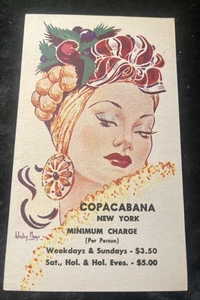 COPACABANA
NEW YORK
MINIMUM CHARGE
(Per Person)
Weekdays & Sundays - $3.50
Sat., Hol. & Hol. Eves. - $5.00